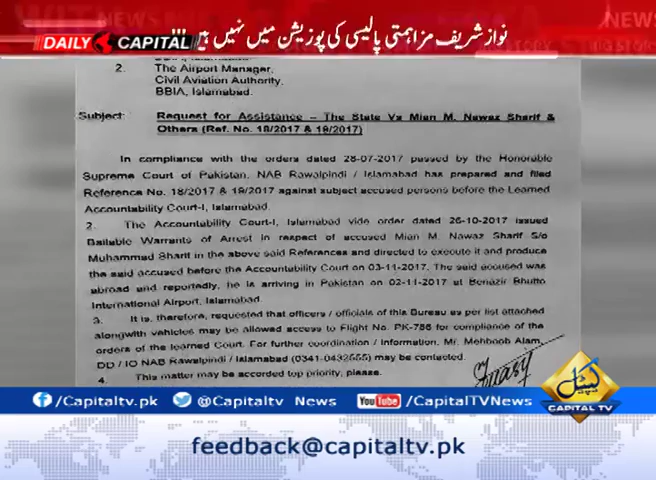 نواز شریف مزاحمتی پالیسی کی پوزیشن میں نہیں ہیں ...
NEWS
DAILY CAPITAL
2. The Airport Manager,
Civil Aviation Authority,
BBIA, Islamabad.
Subject: Request for Assistance – The State Vs Mian M. Nawaz Sharif &
Others (Ref. No. 18/2017 & 19/2017)
In compliance with the orders dated 28-07-2017 passed by the Honorable
Supreme Court of Pakistan, NAB Rawalpindi / Islamabad has prepared and filed
Reference No. 18/2017 & 19/2017 against subject accused persons before the Learned
Accountability Court-I, Islamabad.
2. The Accountability Court-I, Islamabad vide order dated 26-10-2017 issued
Bailable Warrants of Arrest in respect of accused Mian M. Nawaz Sharif S/o
Muhammad Sharif in the above said References and directed to execute it and produce
the said accused before the Accountability Court on 03-11-2017. The said accused was
abroad and reportedly, he is arriving in Pakistan on 02-11-2017 at Benazir Bhutto
International Airport, Islamabad.
3. It is, therefore, requested that officers / officials of this Bureau as per list attached
alongwith vehicles may be allowed access to Flight No. PK-786 for compliance of the
orders of the learned Court. For further coordination / information, Mr. Mehboob Alam,
DD / IO NAB Rawalpindi / Islamabad (0341-0432555) may be contacted.
4. This matter may be accorded top priority, please.
کیپیٹل
CAPITAL TV
/Capitaltv.pk @Capitaltv News YouTube /CapitalTVNews
feedback@capitaltv.pk